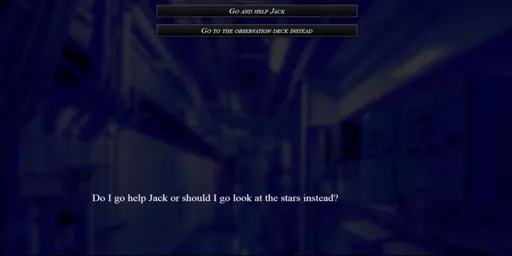 Go and help Jack
Go to the observation deck instead
Do I go help Jack or should I go look at the stars instead?